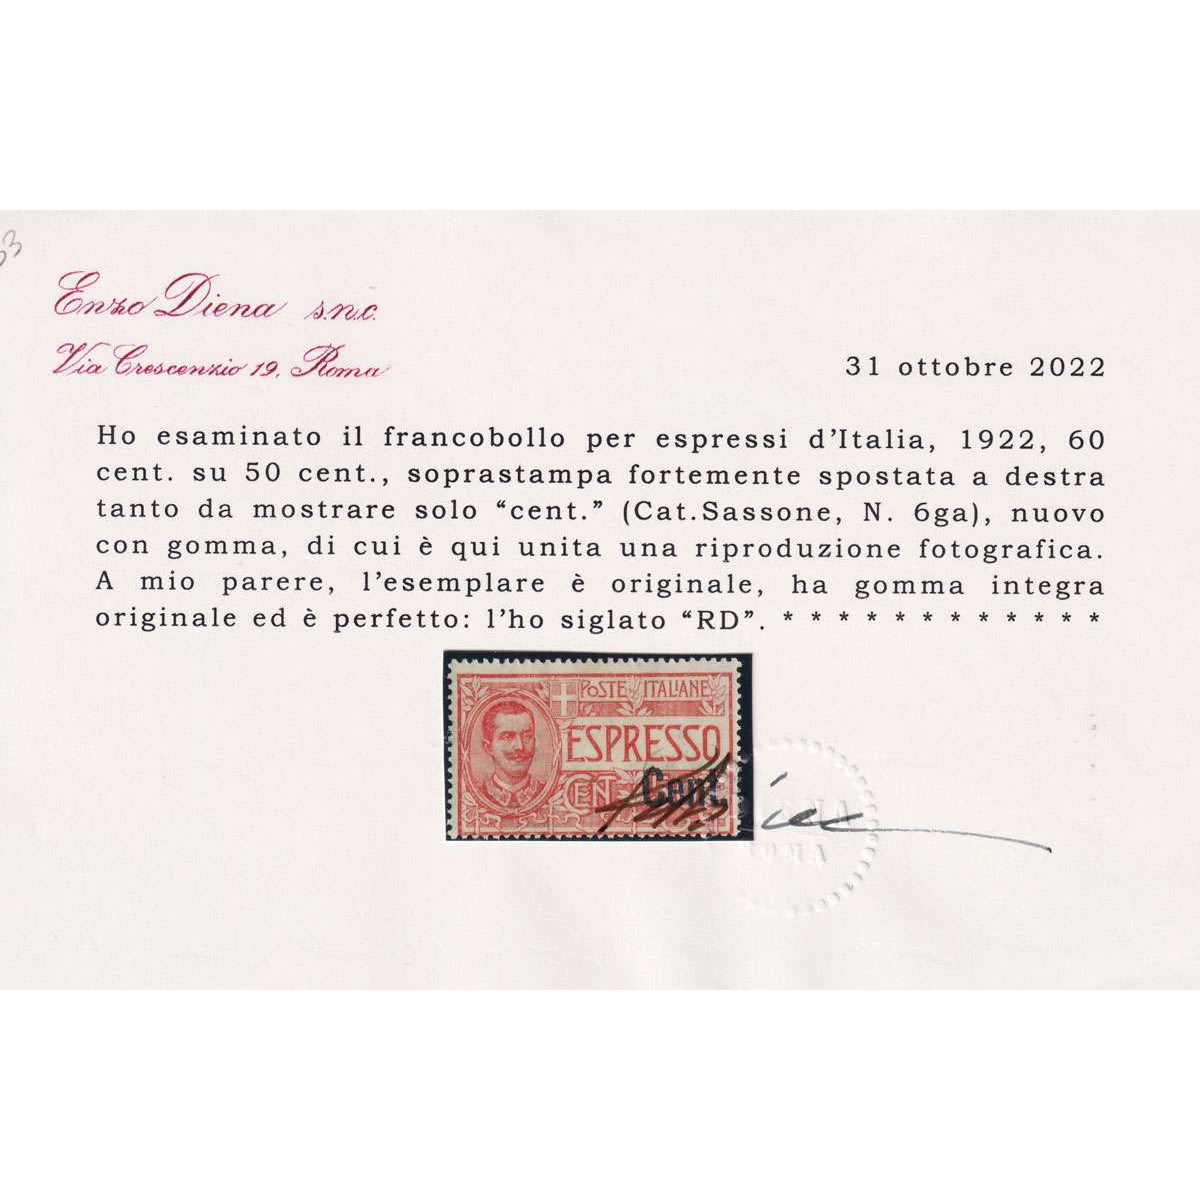 Enzo Diena s.n.c.
Via Crescenzio 19, Roma
31 ottobre 2022
Ho esaminato il francobollo per espressi d'Italia, 1922, 60
cent. su 50 cent., soprastampa fortemente spostata a destra
tanto da mostrare solo “cent.” (Cat.Sassone, N. 6ga), nuovo
con gomma, di cui è qui unita una riproduzione fotografica.
A mio parere, l'esemplare è originale, ha gomma integra
originale ed è perfetto: l'ho siglato “RD”. * * * * * * * * * * * *
POSTE ITALIANE
ESPRESSO
CENT
Cent